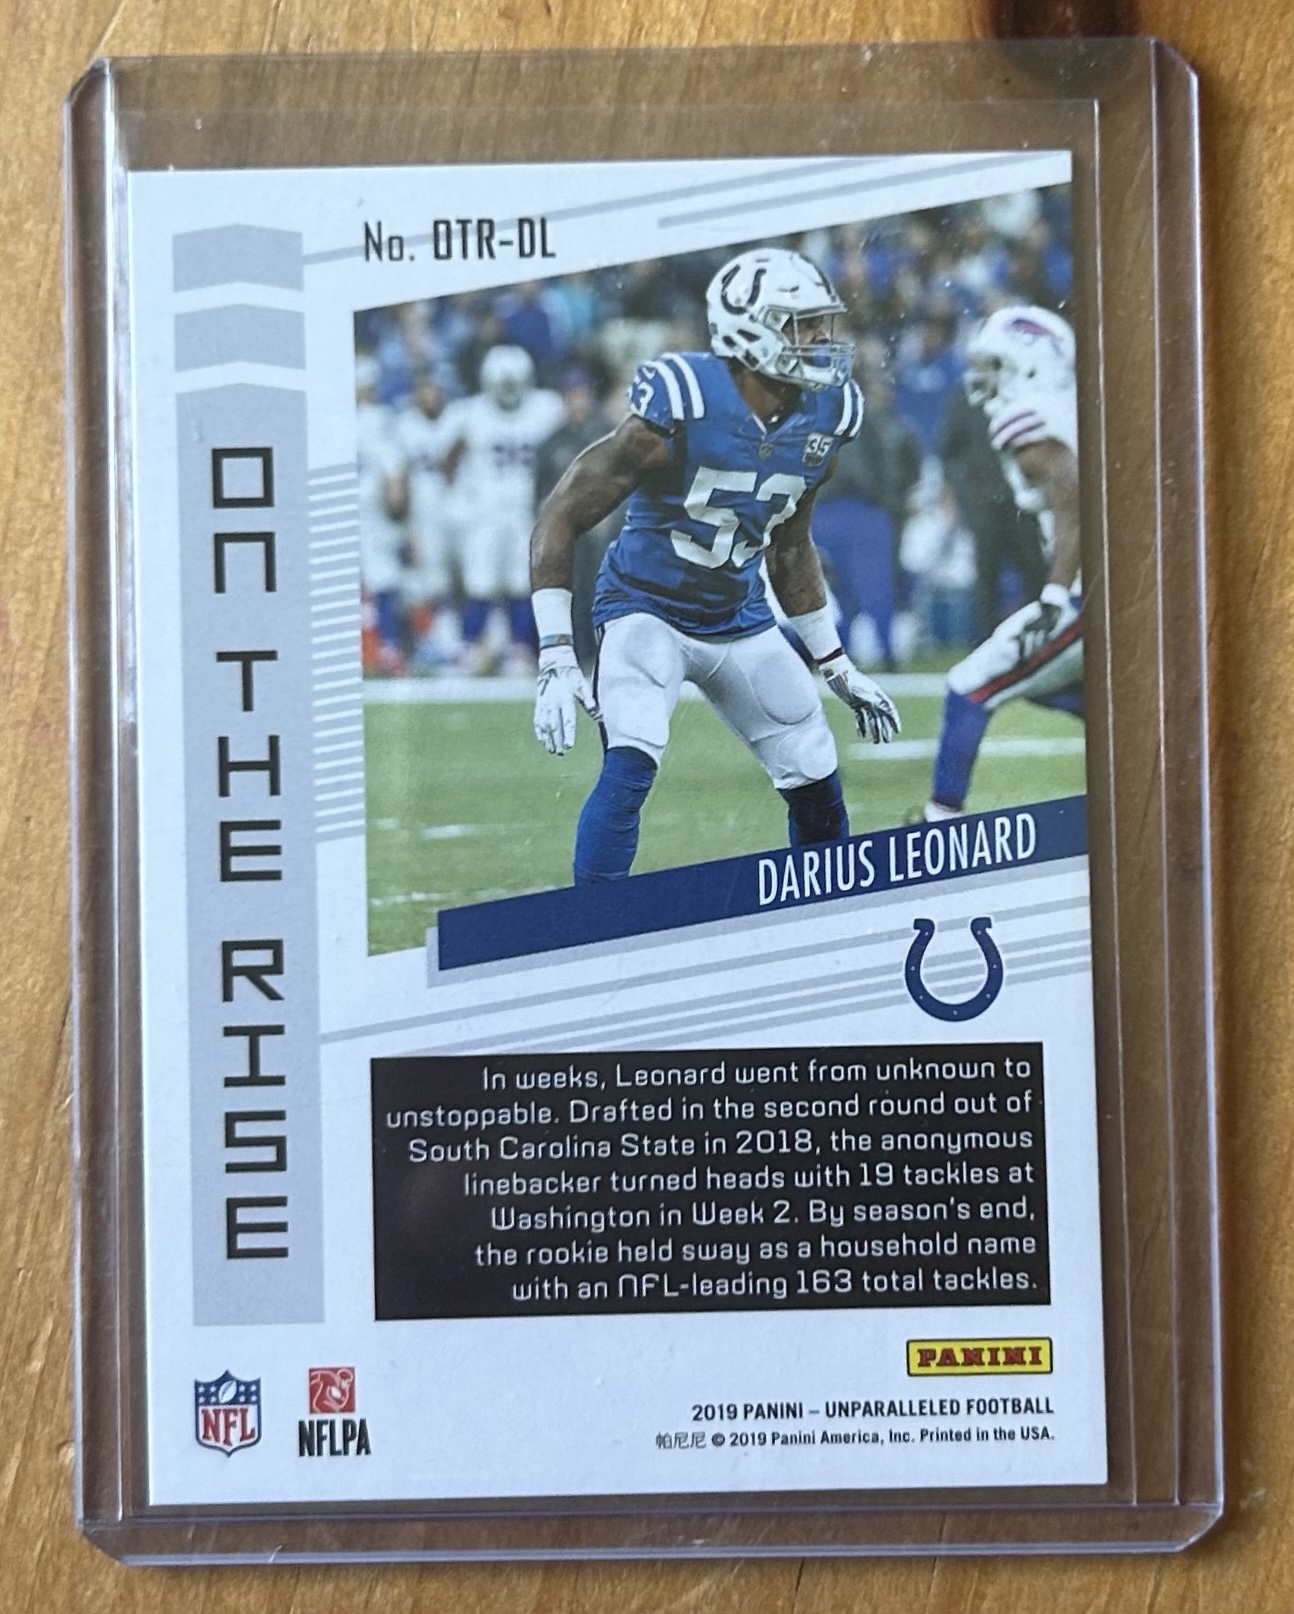 No. OTR-DL
ON THE RISE
53
53
35
DARIUS LEONARD
In weeks, Leonard went from unknown to
unstoppable. Drafted in the second round out of
South Carolina State in 2018, the anonymous
linebacker turned heads with 19 tackles at
Washington in Week 2. By season's end,
the rookie held sway as a household name
with an NFL-leading 163 total tackles.
PANINI
NFL
NFLPA
2019 PANINI – UNPARALLELED FOOTBALL
帕尼尼 © 2019 Panini America, Inc. Printed in the USA.